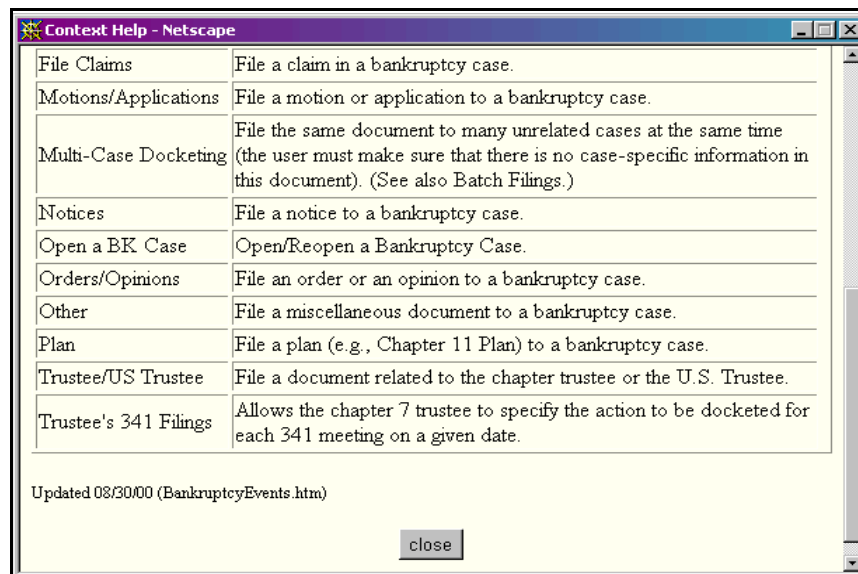 Context Help - Netscape
File Claims File a claim in a bankruptcy case.
Motions/Applications File a motion or application to a bankruptcy case.
File the same document to many unrelated cases at the same time
Multi-Case Docketing (the user must make sure that there is no case-specific information in
this document). (See also Batch Filings.)
Notices File a notice to a bankruptcy case.
Open a BK Case Open/Reopen a Bankruptcy Case.
Orders/Opinions File an order or an opinion to a bankruptcy case.
Other File a miscellaneous document to a bankruptcy case.
Plan File a plan (e.g., Chapter 11 Plan) to a bankruptcy case.
Trustee/US Trustee File a document related to the chapter trustee or the U.S. Trustee.
Trustee's 341 Filings Allows the chapter 7 trustee to specify the action to be docketed for
each 341 meeting on a given date.
Updated 08/30/00 (BankruptcyEvents.htm)
close